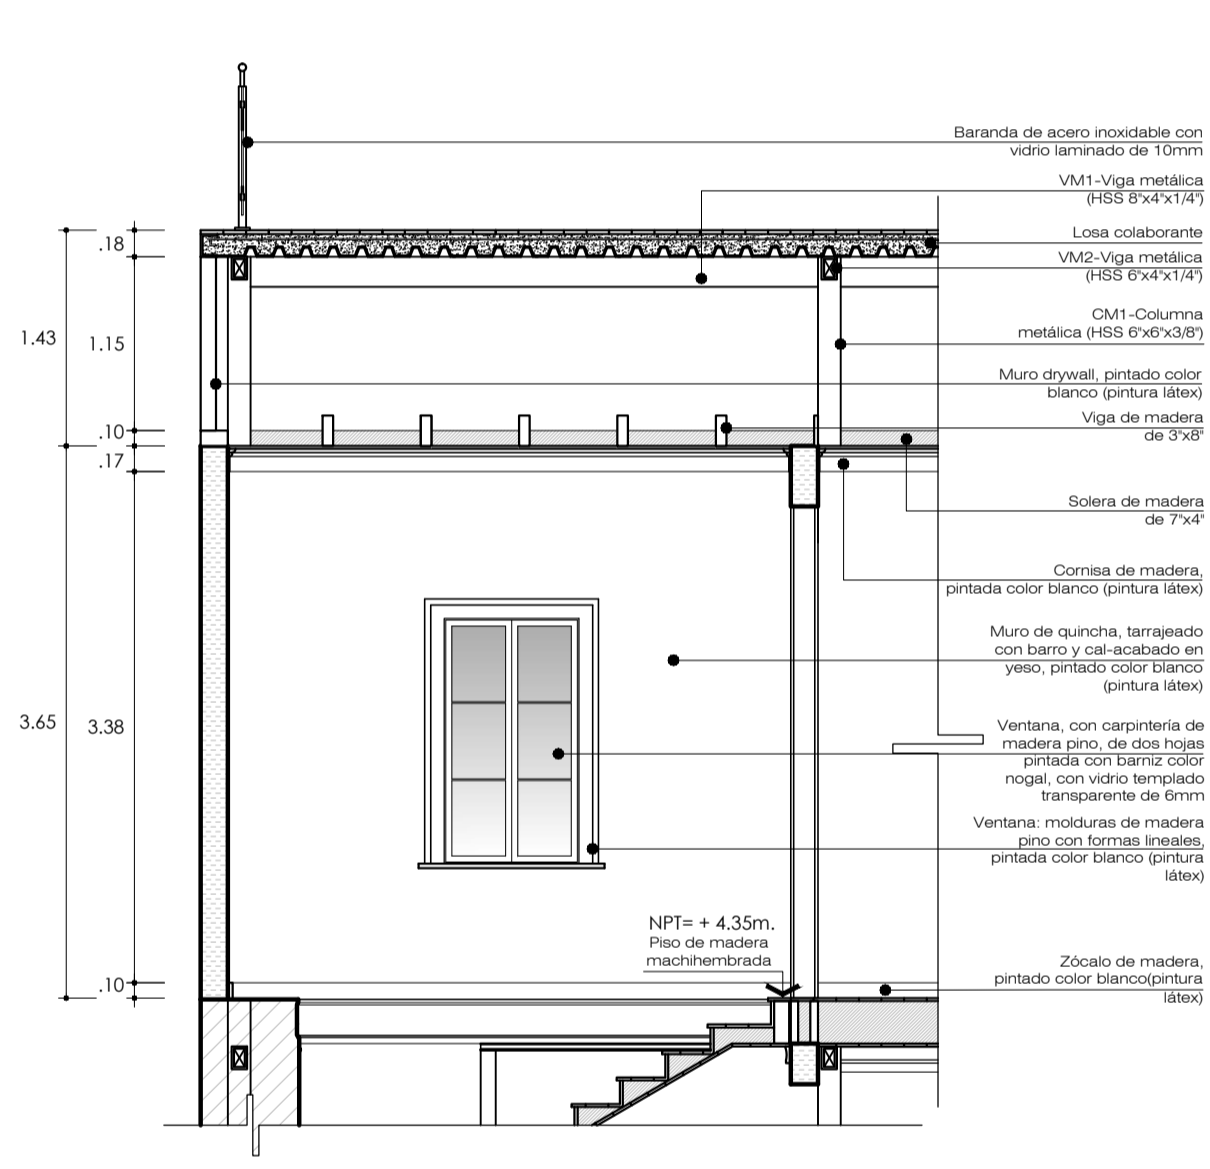 Baranda de acero inoxidable con
vidrio laminado de 10mm
VM1-Viga metálica
(HSS 8"x4"x1/4")
Losa colaborante
VM2-Viga metálica
(HSS 6"x4"x1/4")
CM1-Columna
metálica (HSS 6"x6"x3/8")
Muro drywall, pintado color
blanco (pintura látex)
Viga de madera
de 3"x8"
Solera de madera
de 7"x4"
Cornisa de madera,
pintada color blanco (pintura látex)
Muro de quincha, tarrajeado
con barro y cal-acabado en
yeso, pintado color blanco
(pintura látex)
Ventana, con carpintería de
madera pino, de dos hojas
pintada con barniz color
nogal, con vidrio templado
transparente de 6mm
Ventana: molduras de madera
pino con formas lineales,
pintada color blanco (pintura
látex)
Zócalo de madera,
pintado color blanco(pintura
látex)
NPT= + 4.35m.
Piso de madera
machihembrada
.18
1.43
1.15
.10
.17
3.65
3.38
.10